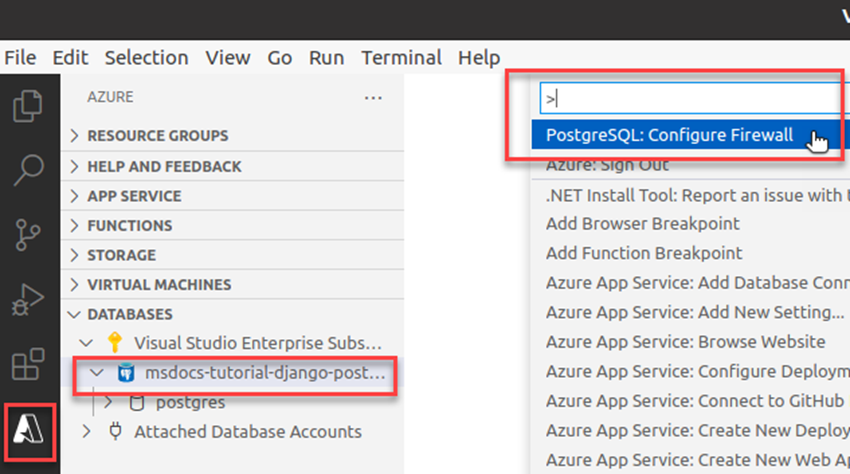 File Edit Selection View Go Run Terminal Help
AZURE ...
RESOURCE GROUPS
HELP AND FEEDBACK
APP SERVICE
FUNCTIONS
STORAGE
VIRTUAL MACHINES
DATABASES
Visual Studio Enterprise Subs...
msdocs-tutorial-django-post...
postgres
Attached Database Accounts
>
PostgreSQL: Configure Firewall
Azure: Sign Out
.NET Install Tool: Report an issue with
Add Browser Breakpoint
Add Function Breakpoint
Azure App Service: Add Database Conn
Azure App Service: Add New Setting...
Azure App Service: Browse Website
Azure App Service: Configure Deploym
Azure App Service: Connect to GitHub
Azure App Service: Create New Deploy
Azure App Service: Create New Web Ap